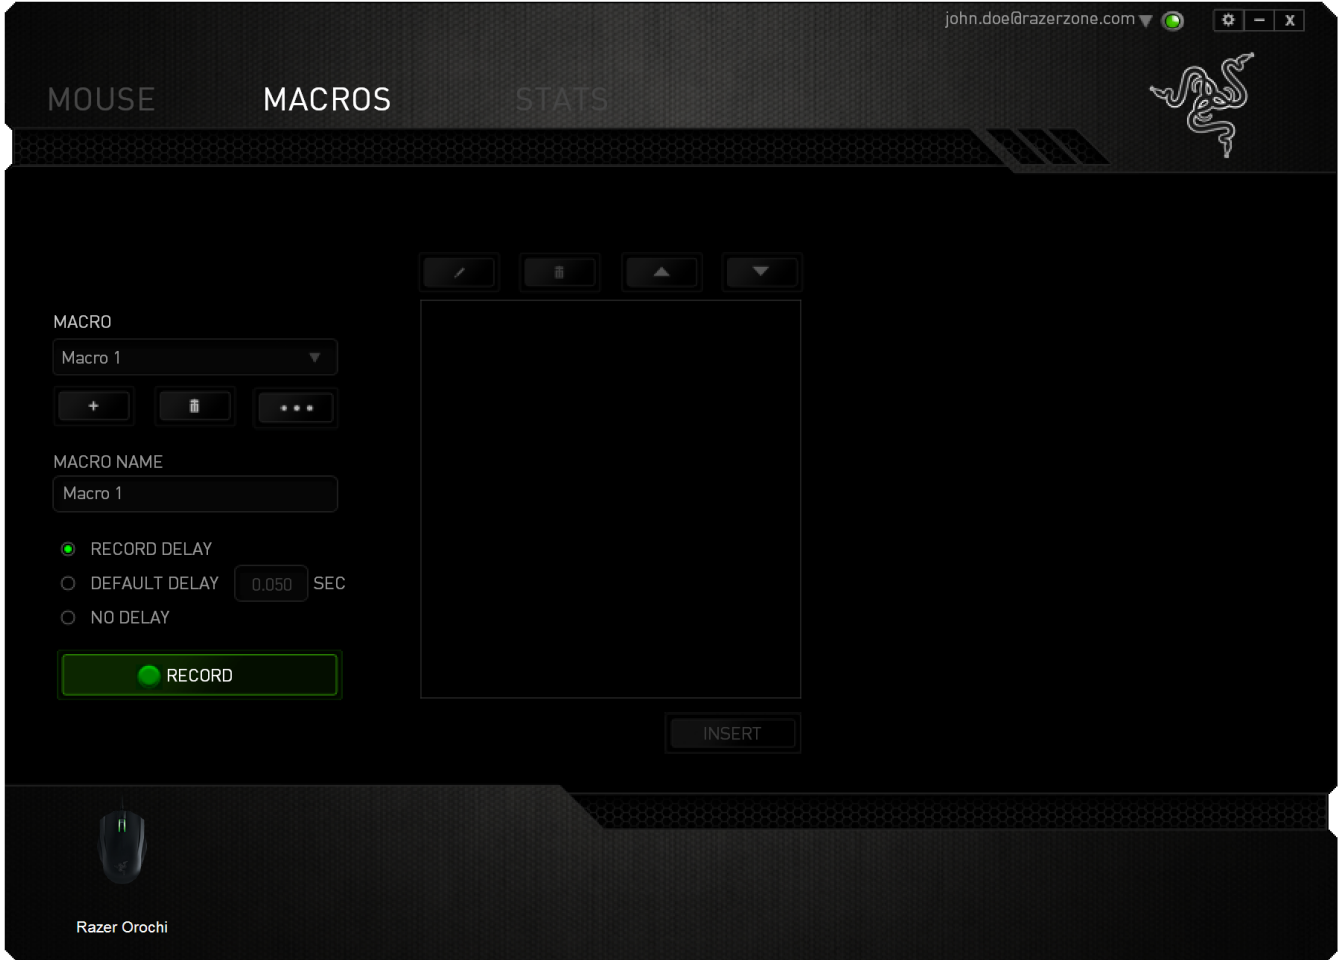 john.doe@razerzone.com
X
MOUSE MACROS STATS
MACRO
Macro 1
MACRO NAME
Macro 1
RECORD DELAY
DEFAULT DELAY 0.050 SEC
NO DELAY
RECORD
INSERT
Razer Orochi